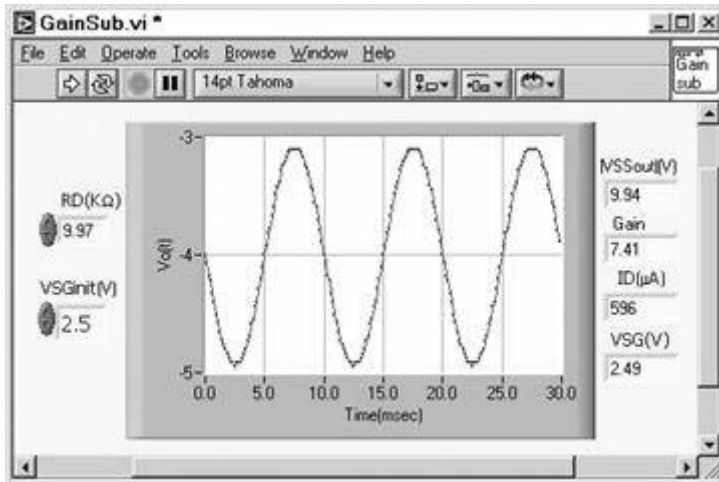 GainSub.vi *
File Edit Operate Tools Browse Window Help
14pt Tahoma
Gain
sub
RD(KΩ)
9.97
VSGinit(V)
2.5
Vo(t)
-3
-4
-5
0.0 5.0 10.0 15.0 20.0 25.0 30.0
Time(msec)
VSSout(V)
9.94
Gain
7.41
ID(μA)
596
VSG(V)
2.49